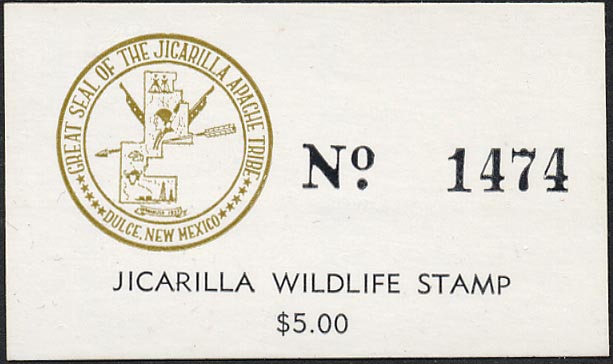 GREAT SEAL OF THE JICARILLA APACHE TRIBE
DULCE, NEW MEXICO
Nº 1474
JICARILLA WILDLIFE STAMP
$5.00